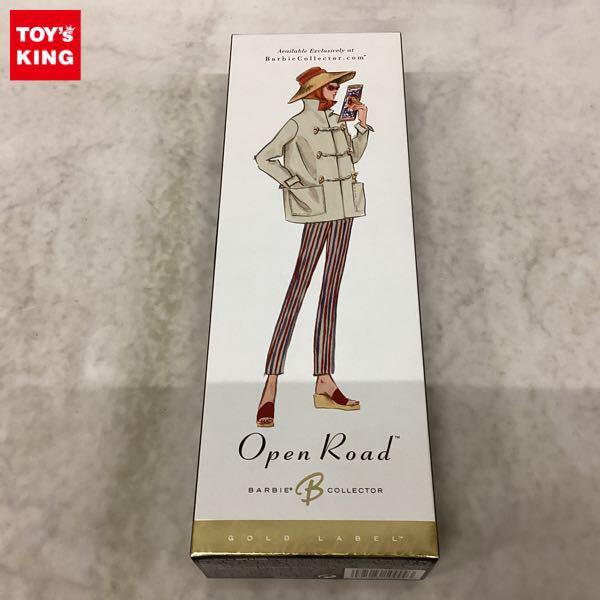 TOY'S
KING
Available Exclusively at
BarbieCollector.com™
Open Road™
BARBIE® B COLLECTOR
GOLD LABEL™